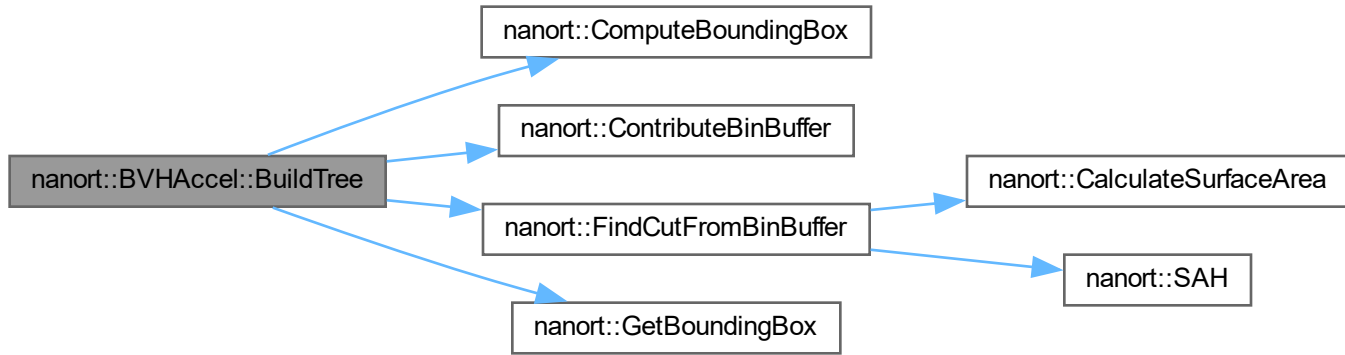 nanort::ComputeBoundingBox
nanort::ContributeBinBuffer
nanort::BVHAccel::BuildTree
nanort::CalculateSurfaceArea
nanort::FindCutFromBinBuffer
nanort::SAH
nanort::GetBoundingBox